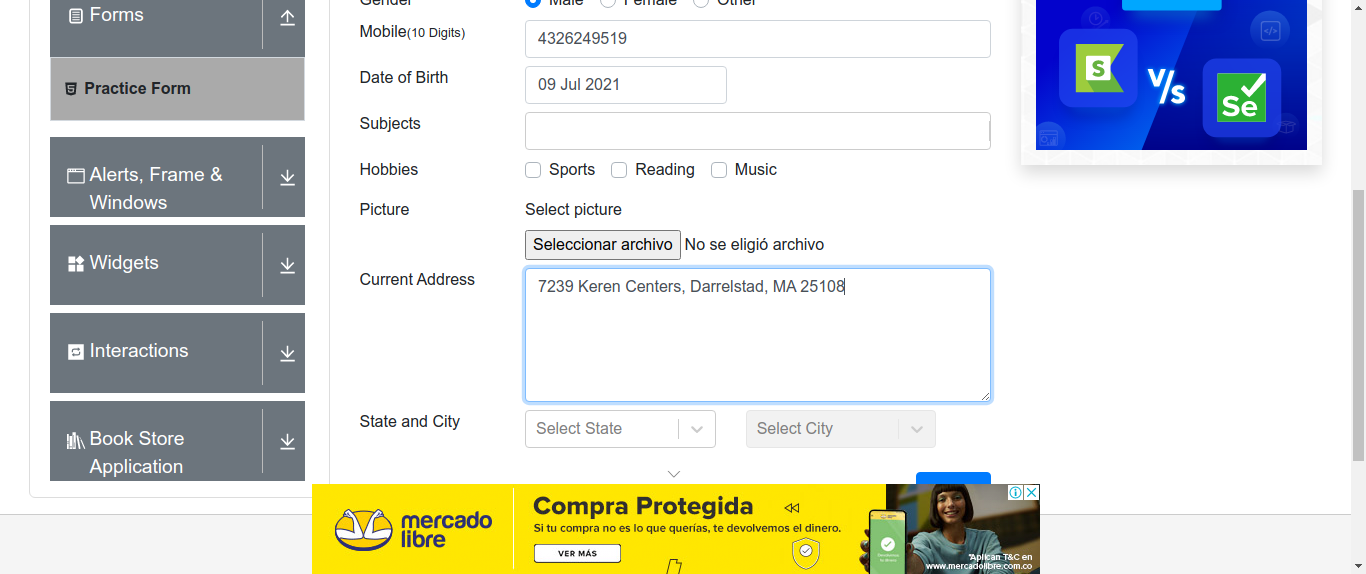 Forms
Practice Form
Alerts, Frame &
Windows
Widgets
Interactions
Book Store
Application
Gender Male Female Other
Mobile(10 Digits) 4326249519
Date of Birth 09 Jul 2021
Subjects
Hobbies Sports Reading Music
Picture Select picture
Seleccionar archivo No se eligió archivo
Current Address 7239 Keren Centers, Darrelstad, MA 25108
State and City Select State Select City
S V/s Se
mercado
libre
Compra Protegida
Si tu compra no es lo que querías, te devolvemos el dinero.
VER MÁS
*Aplican T&C en
www.mercadolibre.com.co